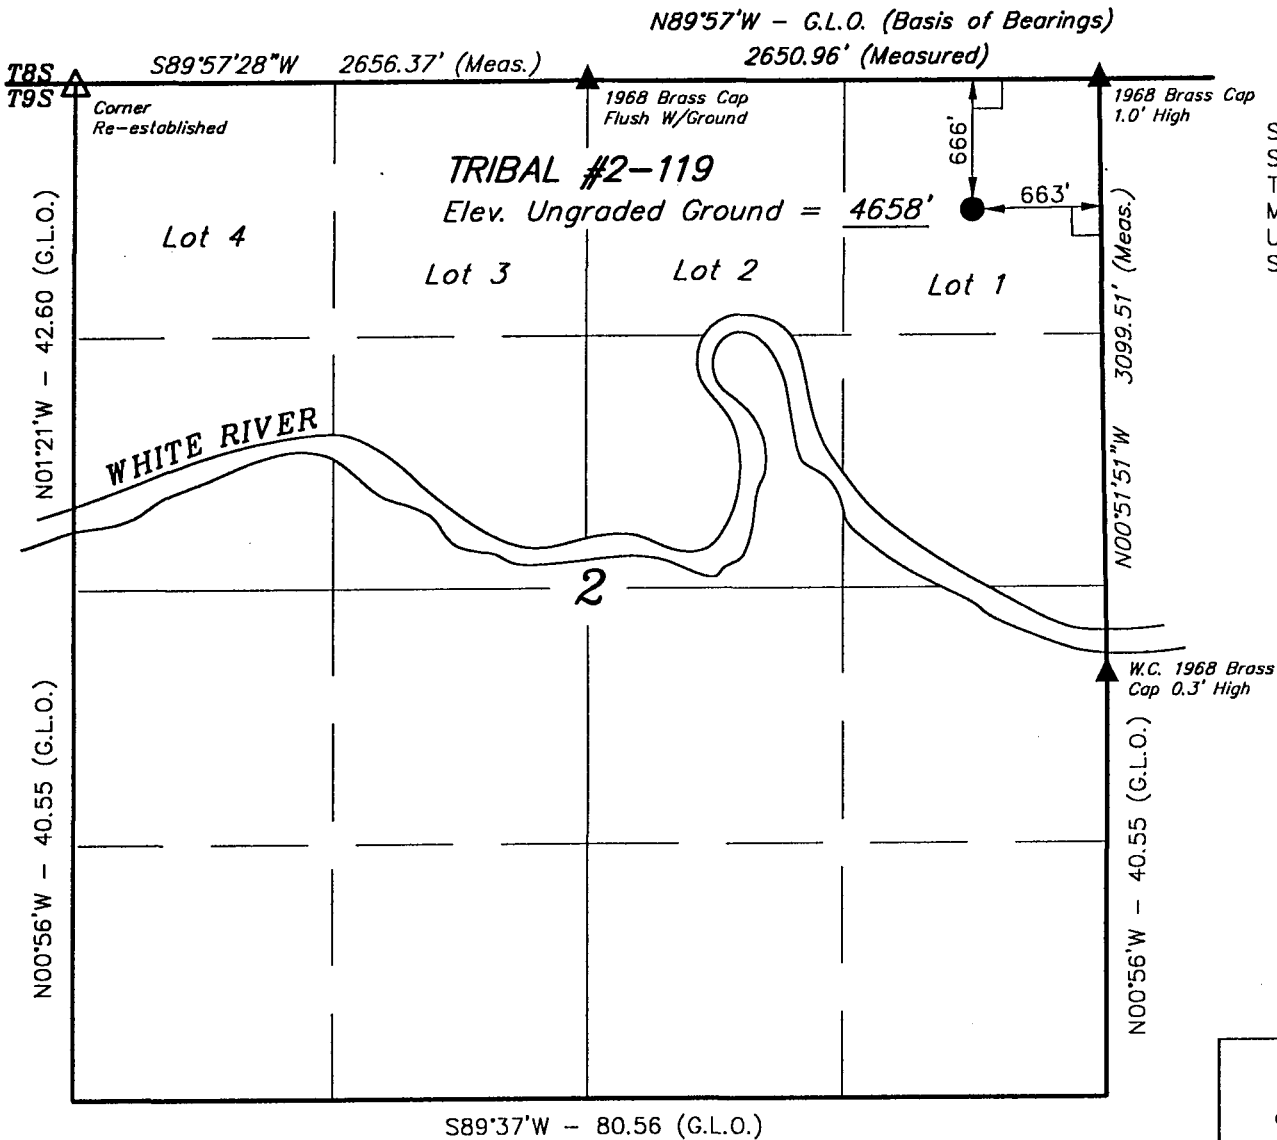 N89°57'W – G.L.O. (Basis of Bearings)
2650.96' (Measured)
S89°57'28"W 2656.37' (Meas.)
T8S
T9S
Corner
Re-established
1968 Brass Cap
Flush W/Ground
1968 Brass Cap
1.0' High
666'
663'
TRIBAL #2-119
Elev. Ungraded Ground = 4658'
Lot 4
Lot 3
Lot 2
Lot 1
S
S
T
M
U
S
N01°21'W – 42.60 (G.L.O.)
N00°51'51"W 3099.51' (Meas.)
WHITE RIVER
2
W.C. 1968 Brass
Cap 0.3' High
N00°56'W – 40.55 (G.L.O.)
N00°56'W – 40.55 (G.L.O.)
S89°37'W – 80.56 (G.L.O.)